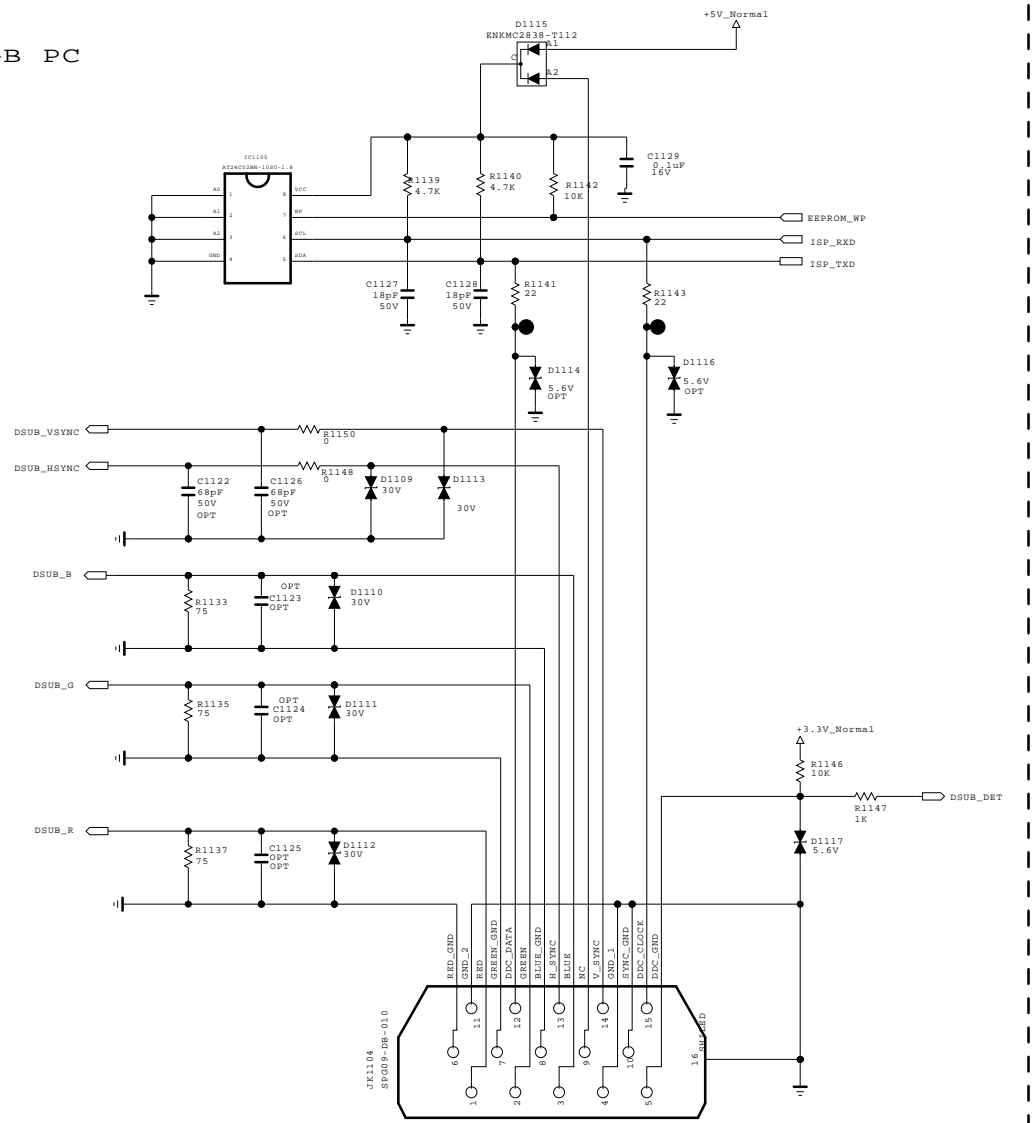 +5V_Normal
D1115
ENKMC2838-T112
A1
C
A2
B PC
IC1105
AT24C02BN-10SU-1.8
C1129
0.1uF
16V
R1139
4.7K
R1140
4.7K
R1142
10K
A0
1
8
VCC
A1
2
7
WP
EEPROM_WP
A2
3
6
SCL
ISP_RXD
GND
4
5
SDA
ISP_TXD
C1127
18pF
50V
C1128
18pF
50V
R1141
22
R1143
22
D1114
5.6V
OPT
D1116
5.6V
OPT
DSUB_VSYNC
R1150
0
DSUB_HSYNC
R1148
0
C1122
68pF
50V
OPT
C1126
68pF
50V
OPT
D1109
30V
D1113
30V
DSUB_B
R1133
75
OPT
C1123
OPT
D1110
30V
DSUB_G
R1135
75
OPT
C1124
OPT
D1111
30V
+3.3V_Normal
R1146
10K
DSUB_DET
R1147
1K
DSUB_R
R1137
75
C1125
OPT
OPT
D1112
30V
D1117
5.6V
RED_GND
GND_2
RED
GREEN_GND
DDC_DATA
GREEN
BLUE_GND
H_SYNC
BLUE
NC
V_SYNC
GND_1
SYNC_GND
DDC_CLOCK
DDC_GND
11
12
13
14
15
6
7
8
9
10
16
SHILED
1
2
3
4
5
JK1104
SPG09-DB-010